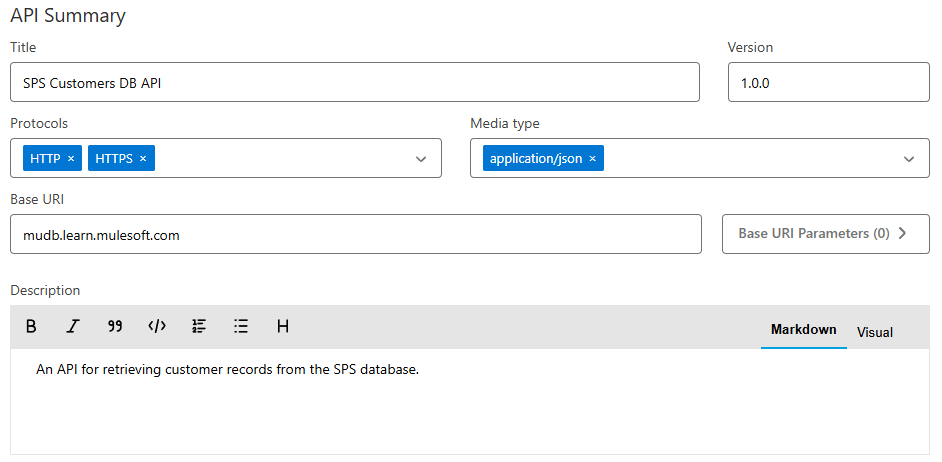 API Summary
Title Version
SPS Customers DB API 1.0.0
Protocols Media type
HTTP × HTTPS × application/json ×
Base URI
mudb.learn.mulesoft.com Base URI Parameters (0)
Description
B I 99 </> H Markdown Visual
An API for retrieving customer records from the SPS database.